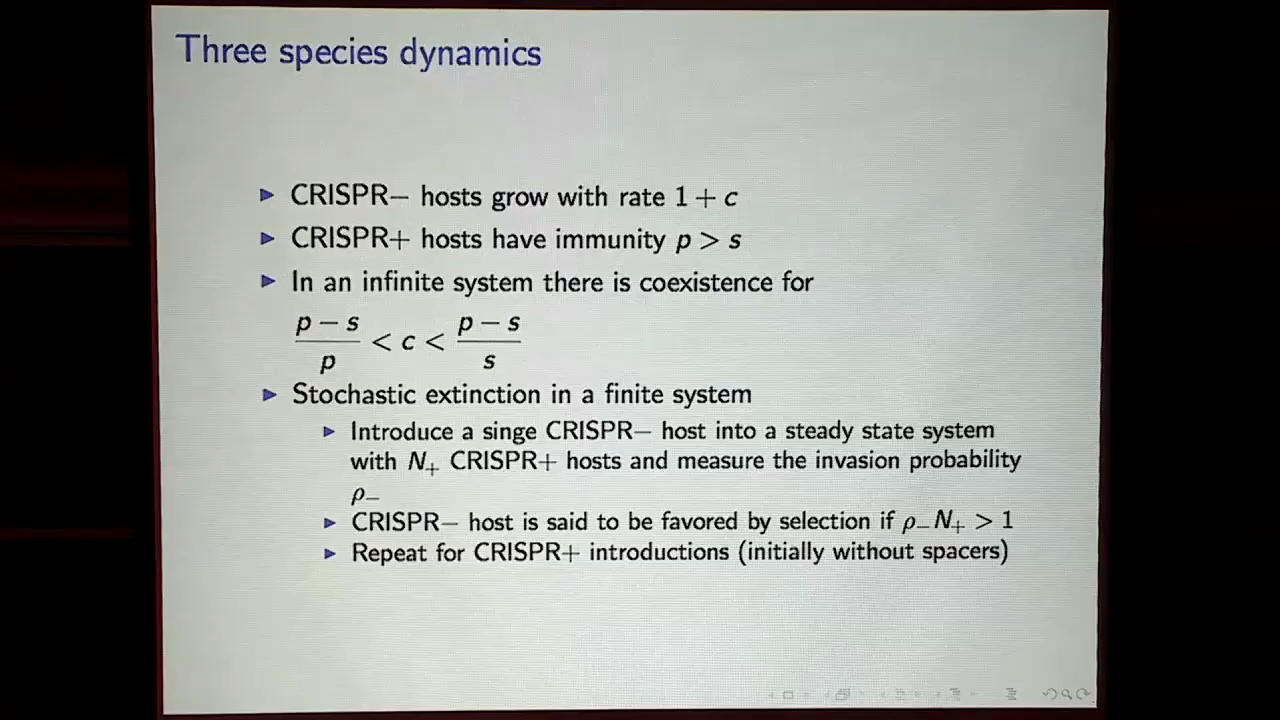 Three species dynamics
▶ CRISPR− hosts grow with rate 1 + c
▶ CRISPR+ hosts have immunity p > s
▶ In an infinite system there is coexistence for
(p − s)/p < c < (p − s)/s
▶ Stochastic extinction in a finite system
▶ Introduce a singe CRISPR− host into a steady state system
with N₊ CRISPR+ hosts and measure the invasion probability
ρ₋
▶ CRISPR− host is said to be favored by selection if ρ₋N₊ > 1
▶ Repeat for CRISPR+ introductions (initially without spacers)